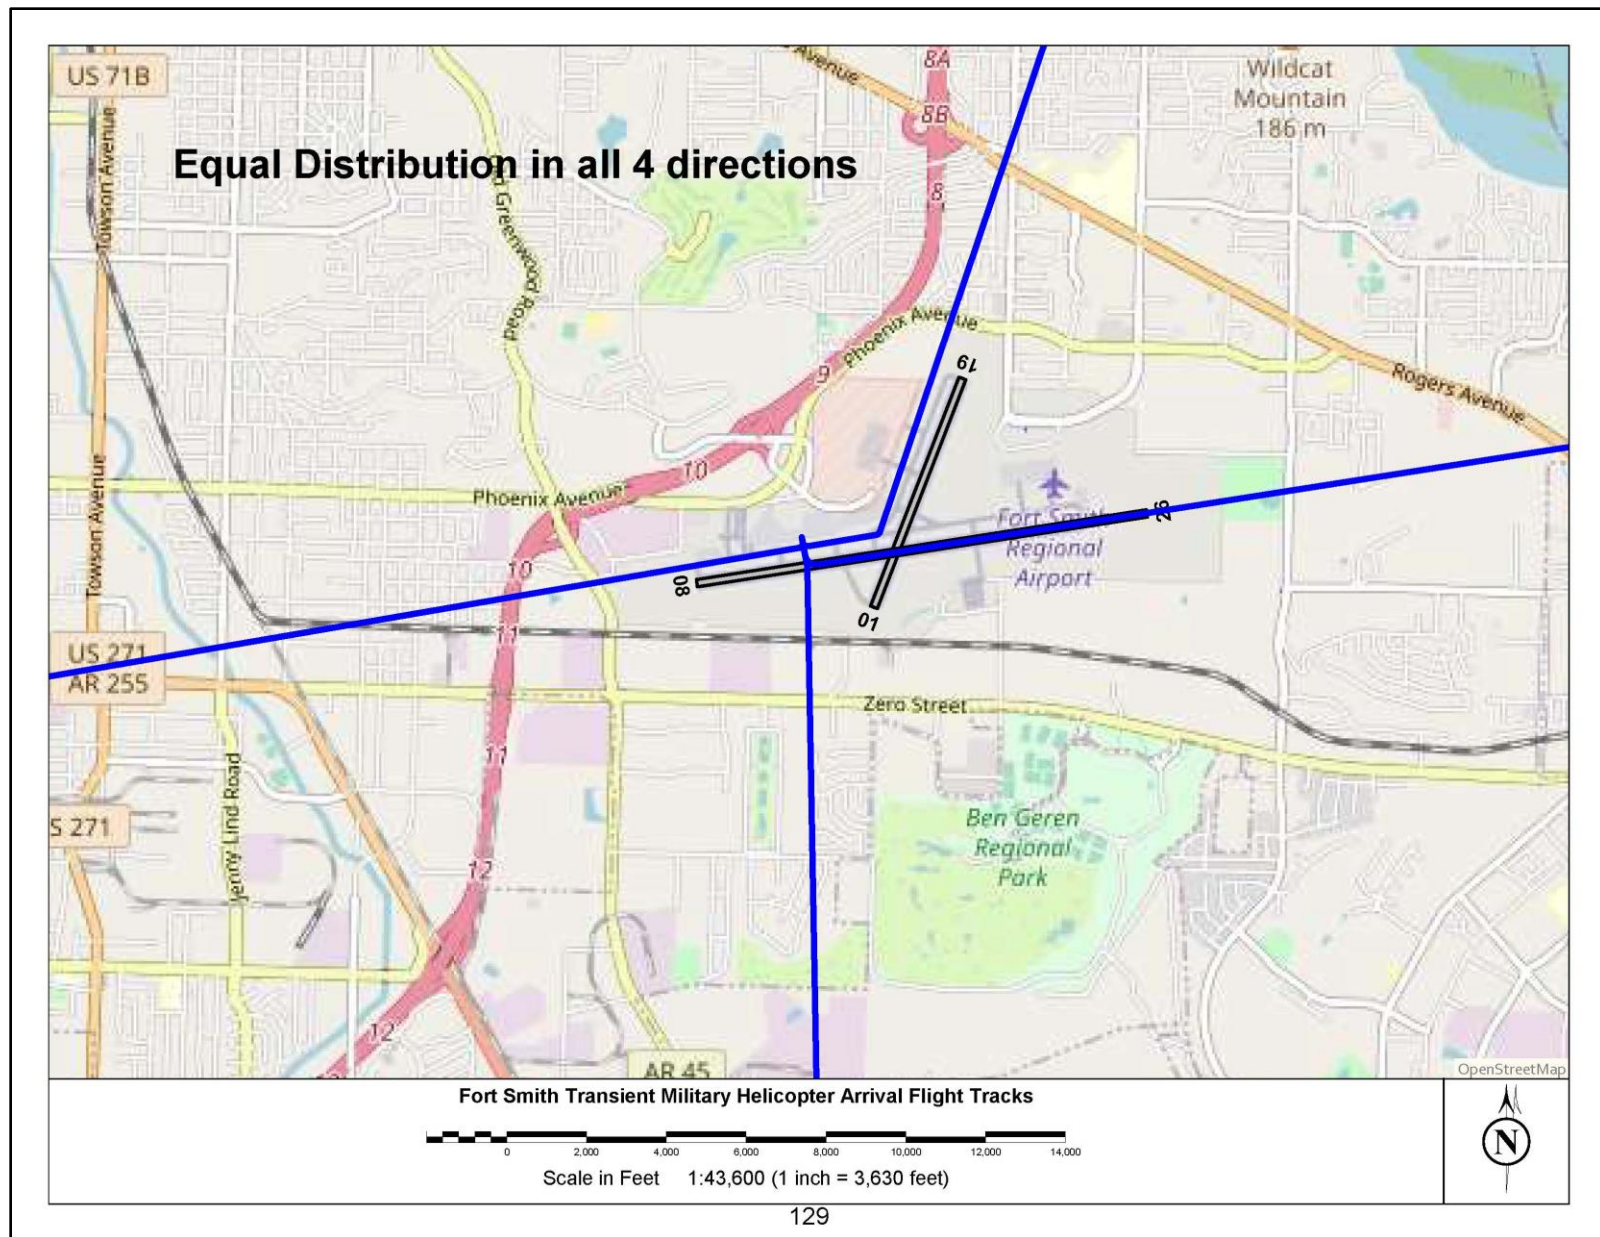 US 71B
Towson Avenue
Avenue
8A
8B
Wildcat
Mountain
186 m
Equal Distribution in all 4 directions
8
Greenwood Road
Phoenix Avenue
9
19
Rogers Avenue
10
Phoenix Avenue
Towson Avenue
26
Fort Smith
Regional
Airport
10
08
01
11
US 271
AR 255
Zero Street
11
Jenny Lind Road
S 271
Ben Geren
Regional
Park
12
12
AR 45
OpenStreetMap
Fort Smith Transient Military Helicopter Arrival Flight Tracks
0 2,000 4,000 6,000 8,000 10,000 12,000 14,000
Scale in Feet 1:43,600 (1 inch = 3,630 feet)
N
129